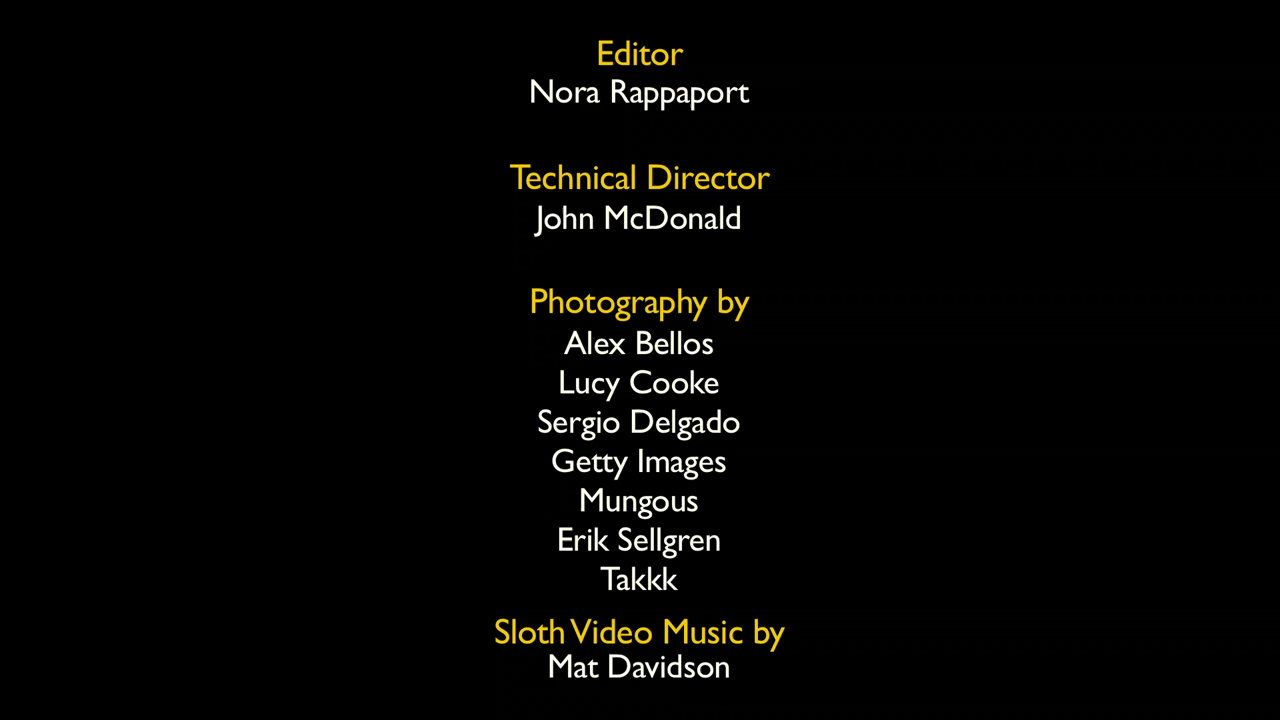 Editor
Nora Rappaport
Technical Director
John McDonald
Photography by
Alex Bellos
Lucy Cooke
Sergio Delgado
Getty Images
Mungous
Erik Sellgren
Takkk
Sloth Video Music by
Mat Davidson